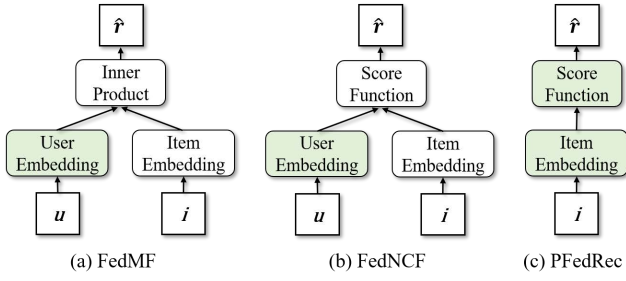 r̂ r̂ r̂
Inner
Product
Score
Function
Score
Function
User
Embedding
Item
Embedding
User
Embedding
Item
Embedding
Item
Embedding
u i u i i
(a) FedMF (b) FedNCF (c) PFedRec